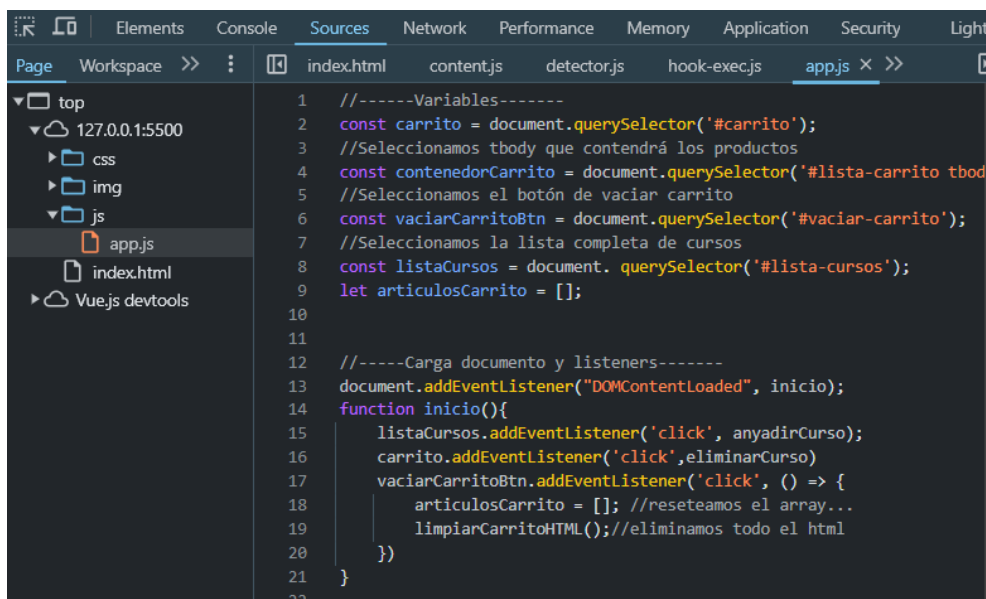 Elements Console Sources Network Performance Memory Application Security Light
Page Workspace >> index.html content.js detector.js hook-exec.js app.js × >>
top
127.0.0.1:5500
css
img
js
app.js
index.html
Vue.js devtools
1 //------Variables-------
2 const carrito = document.querySelector('#carrito');
3 //Seleccionamos tbody que contendrá los productos
4 const contenedorCarrito = document.querySelector('#lista-carrito tbod
5 //Seleccionamos el botón de vaciar carrito
6 const vaciarCarritoBtn = document.querySelector('#vaciar-carrito');
7 //Seleccionamos la lista completa de cursos
8 const listaCursos = document. querySelector('#lista-cursos');
9 let articulosCarrito = [];
10
11
12 //-----Carga documento y listeners-------
13 document.addEventListener("DOMContentLoaded", inicio);
14 function inicio(){
15 listaCursos.addEventListener('click', anyadirCurso);
16 carrito.addEventListener('click',eliminarCurso)
17 vaciarCarritoBtn.addEventListener('click', () => {
18 articulosCarrito = []; //reseteamos el array...
19 limpiarCarritoHTML();//eliminamos todo el html
20 })
21 }